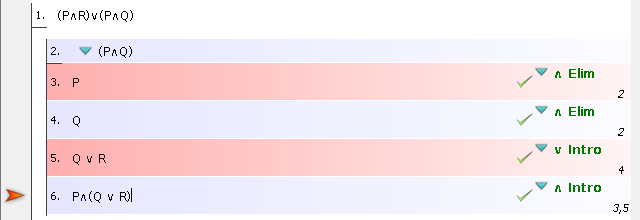 1. (P∧R)∨(P∧Q)
2. (P∧Q)
3. P ∧ Elim
2
4. Q ∧ Elim
2
5. Q ∨ R ∨ Intro
4
6. P∧(Q ∨ R) ∧ Intro
3,5